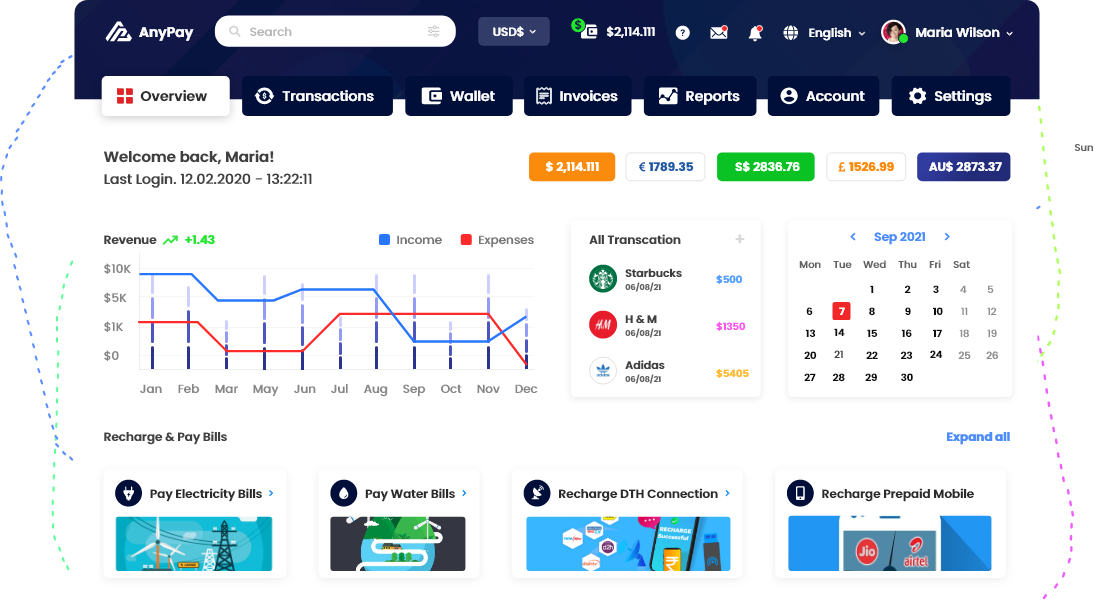 AnyPay
Search
USD$
$
$2,114.111
?
English
Maria Wilson
Overview
$ Transactions
Wallet
Invoices
Reports
Account
Settings
Sun
Welcome back, Maria!
Last Login. 12.02.2020 - 13:22:11
$ 2,114.111
€ 1789.35
S$ 2836.76
£ 1526.99
AU$ 2873.37
Revenue +1.43
Income
Expenses
$10K
$5K
$1K
$0
Jan Feb Mar May Jun Jul Aug Sep Oct Nov Dec
All Transcation +
Starbucks
06/08/21
$500
H&M
H & M
06/08/21
$1350
adidas
Adidas
06/08/21
$5405
Sep 2021
Mon Tue Wed Thu Fri Sat
1 2 3 4 5
6 7 8 9 10 11 12
13 14 15 16 17 18 19
20 21 22 23 24 25 26
27 28 29 30
Recharge & Pay Bills
Expand all
Pay Electricity Bills
Pay Water Bills
Recharge DTH Connection
Recharge Prepaid Mobile
d2h
RECHARGE
Successful
Jio
airtel